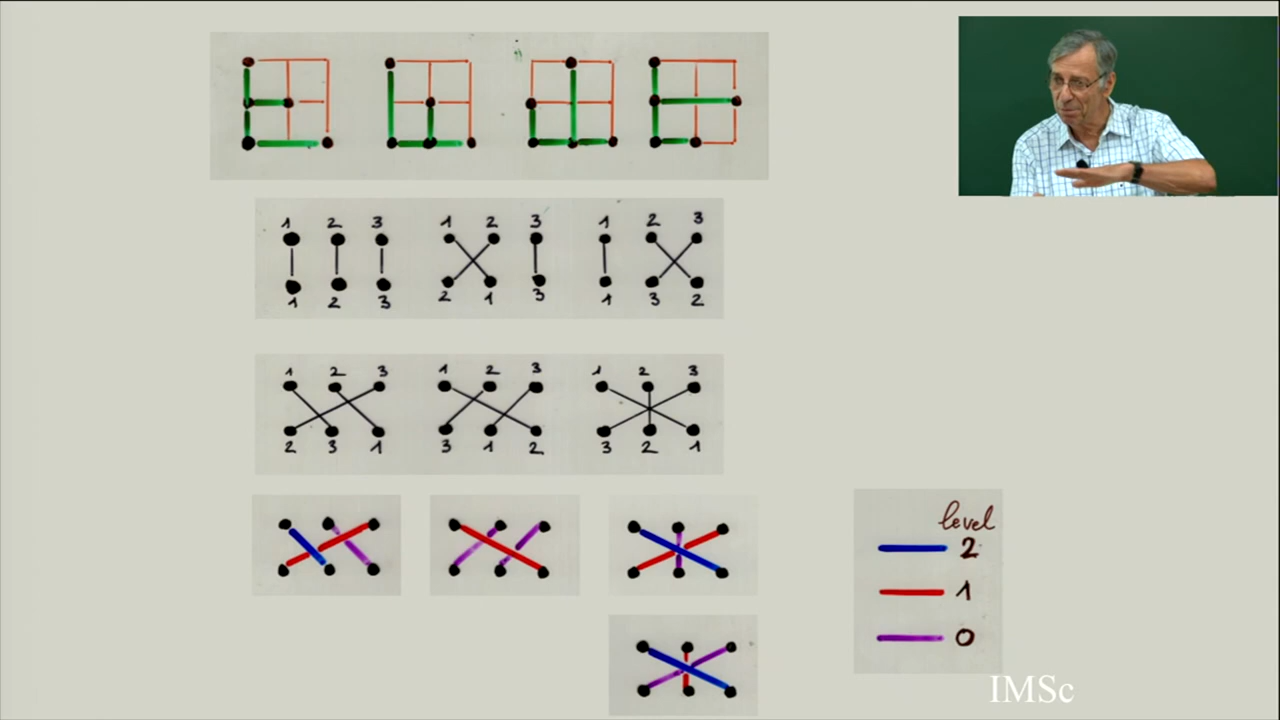 1 2 3 1 2 3 1 2 3
1 2 3 2 1 3 1 3 2
1 2 3 1 2 3 1 2 3
2 3 1 3 1 2 3 2 1
level
2
1
0
IMSc